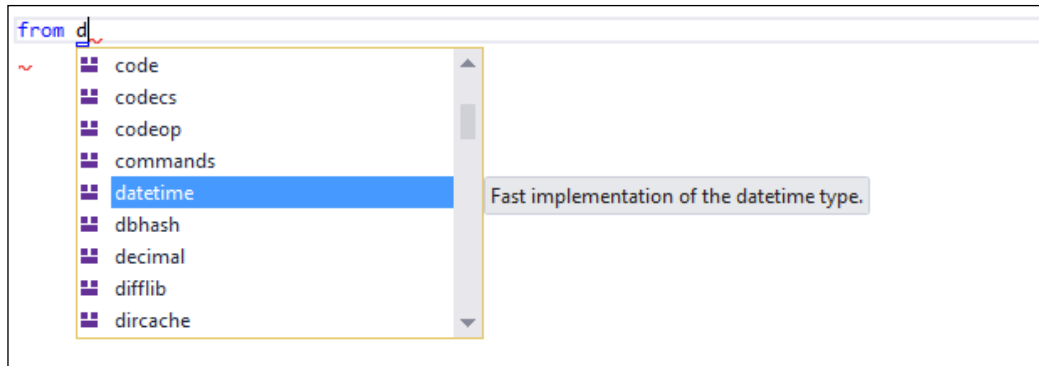 from d
code
codecs
codeop
commands
datetime
Fast implementation of the datetime type.
dbhash
decimal
difflib
dircache